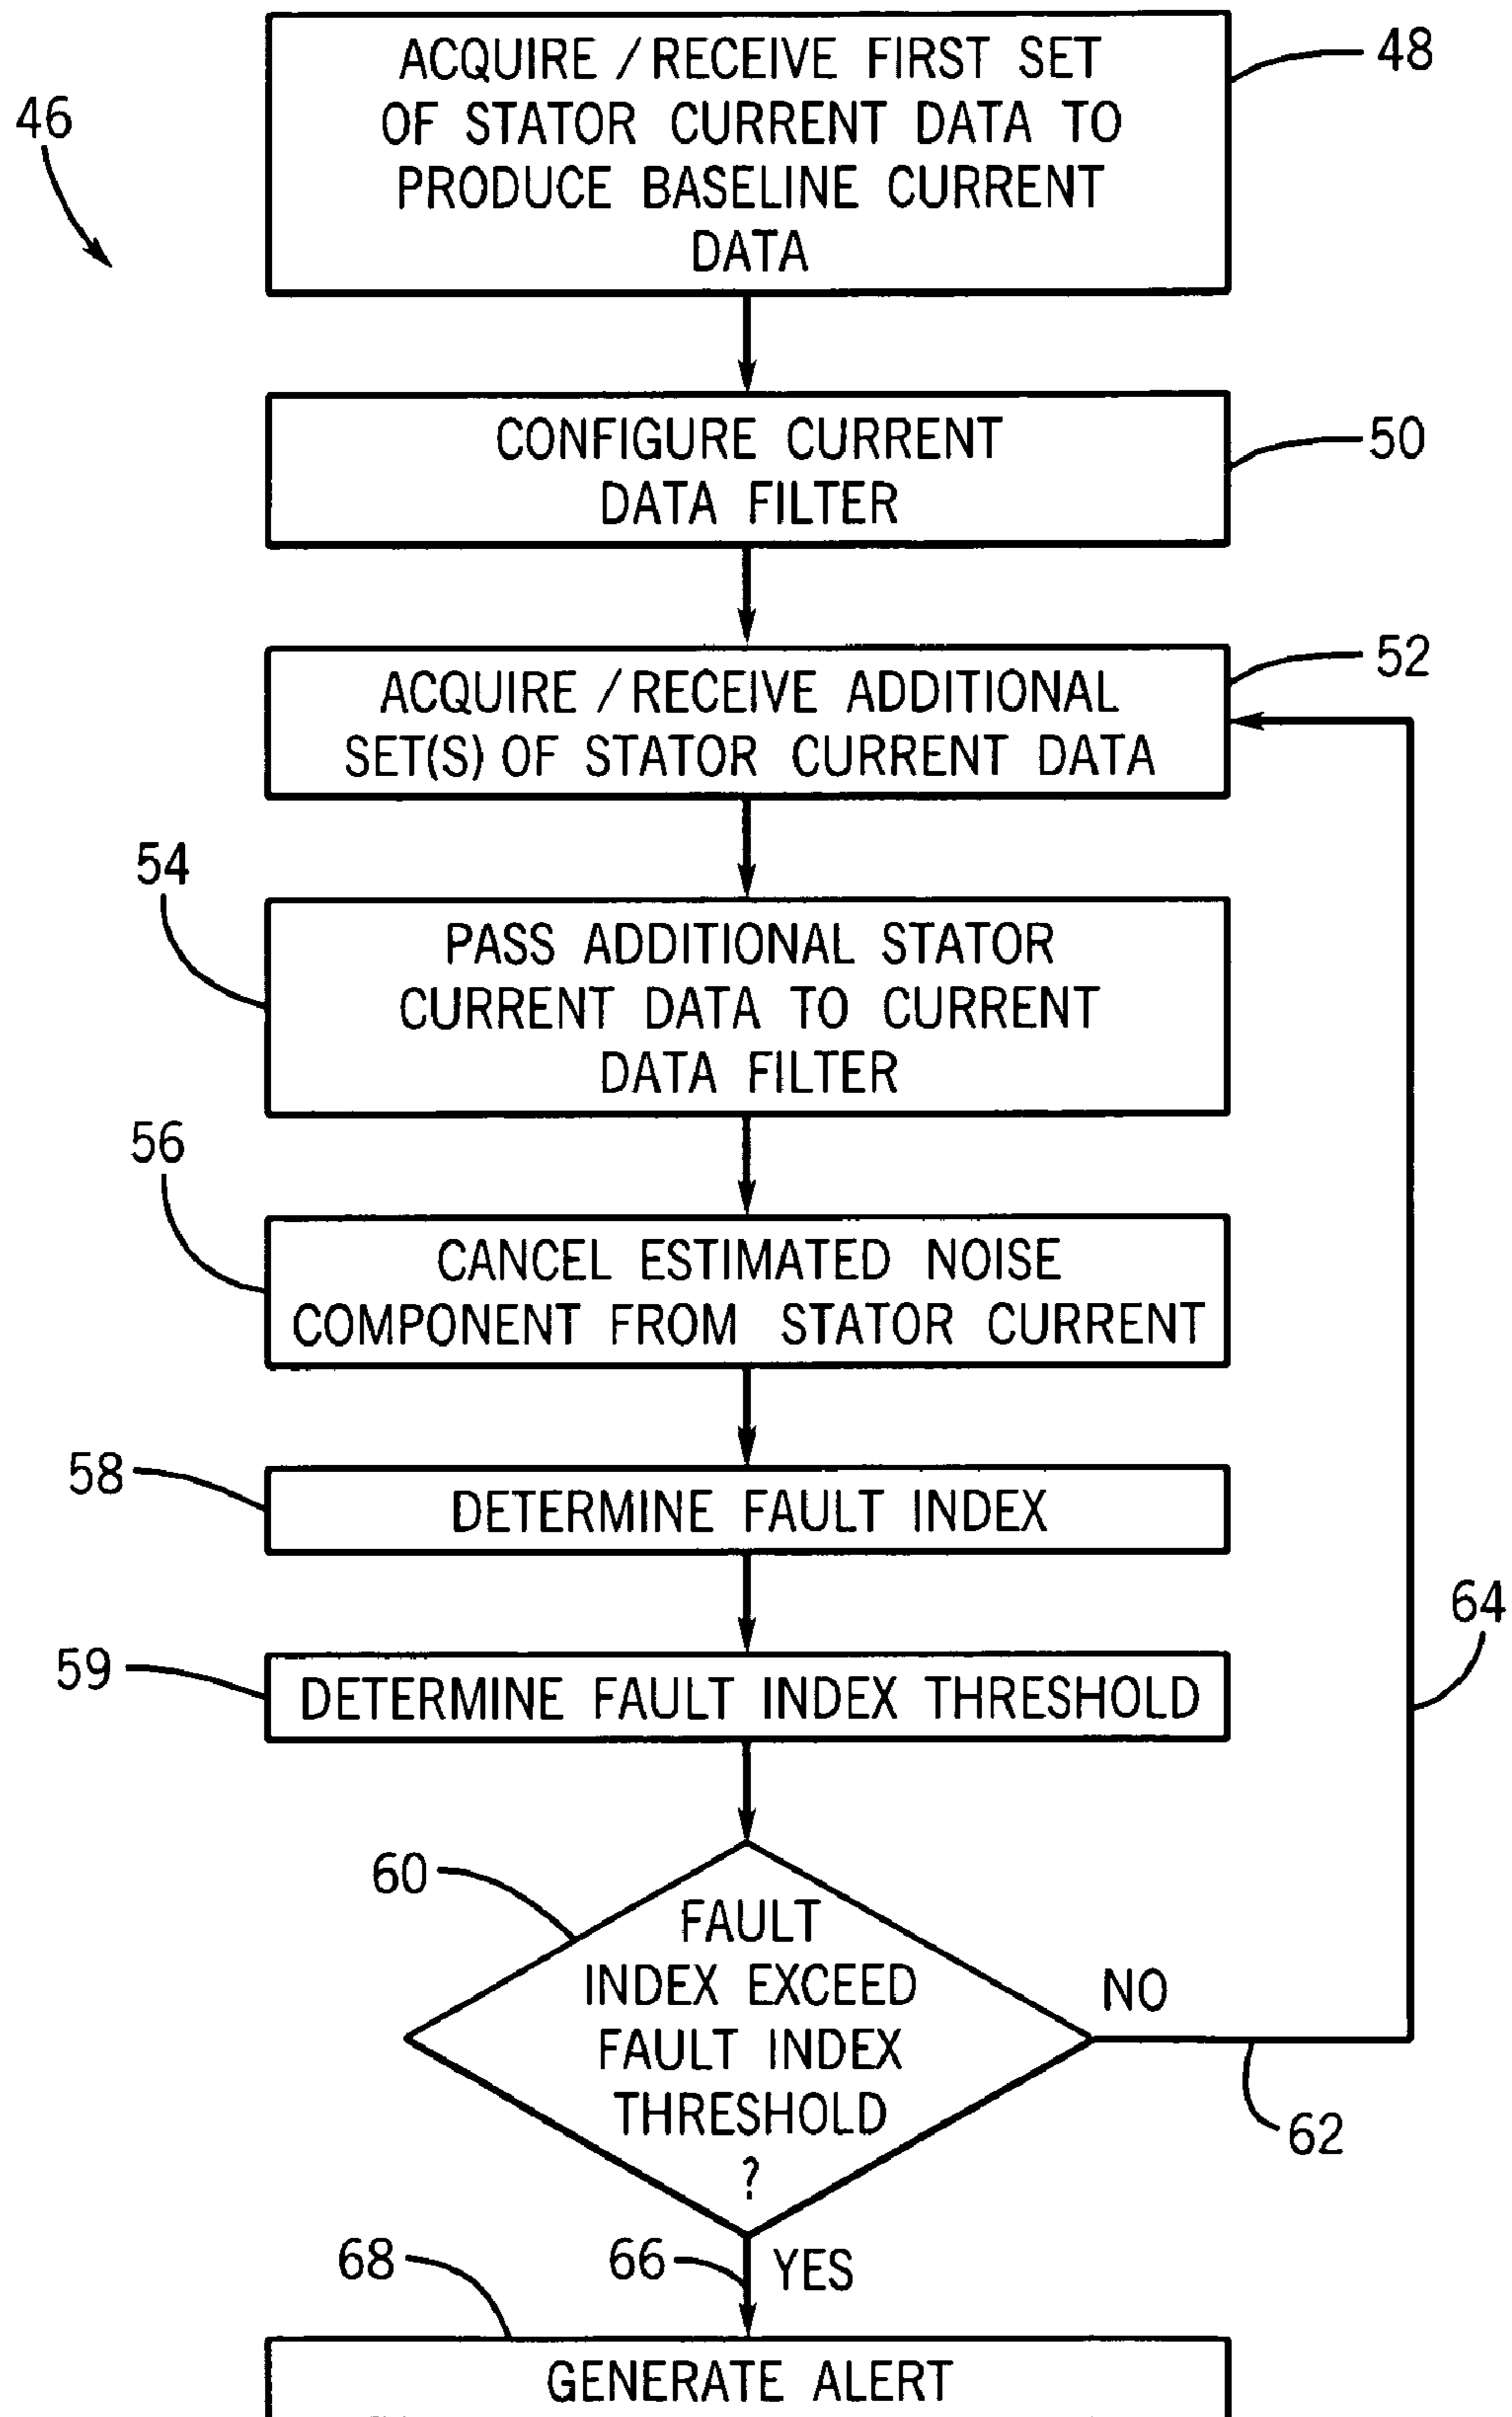 46
ACQUIRE / RECEIVE FIRST SET
OF STATOR CURRENT DATA TO
PRODUCE BASELINE CURRENT
DATA
48
CONFIGURE CURRENT
DATA FILTER
50
ACQUIRE / RECEIVE ADDITIONAL
SET(S) OF STATOR CURRENT DATA
52
54
PASS ADDITIONAL STATOR
CURRENT DATA TO CURRENT
DATA FILTER
56
CANCEL ESTIMATED NOISE
COMPONENT FROM STATOR CURRENT
58
DETERMINE FAULT INDEX
59
DETERMINE FAULT INDEX THRESHOLD
64
60
FAULT
INDEX EXCEED
FAULT INDEX
THRESHOLD
?
NO
62
66
YES
68
GENERATE ALERT